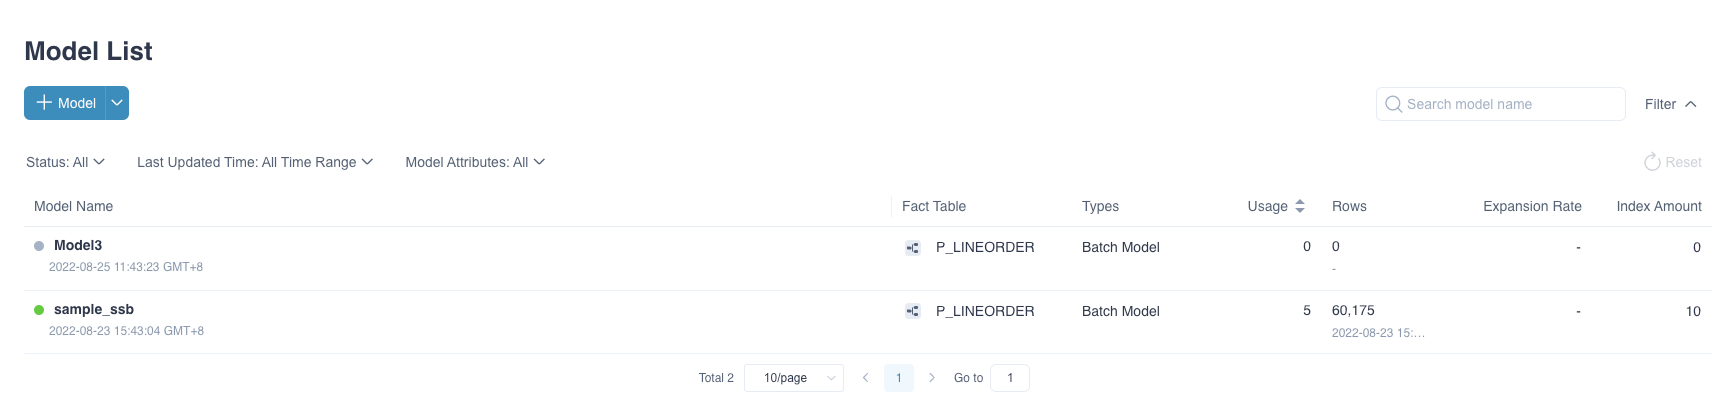 Model List
Model
Search model name
Filter
Status: All Last Updated Time: All Time Range Model Attributes: All Reset
Model Name Fact Table Types Usage Rows Expansion Rate Index Amount
Model3 P_LINEORDER Batch Model 0 0 - 0
2022-08-25 11:43:23 GMT+8 -
sample_ssb P_LINEORDER Batch Model 5 60,175 - 10
2022-08-23 15:43:04 GMT+8 2022-08-23 15:...
Total 2 10/page 1 Go to 1